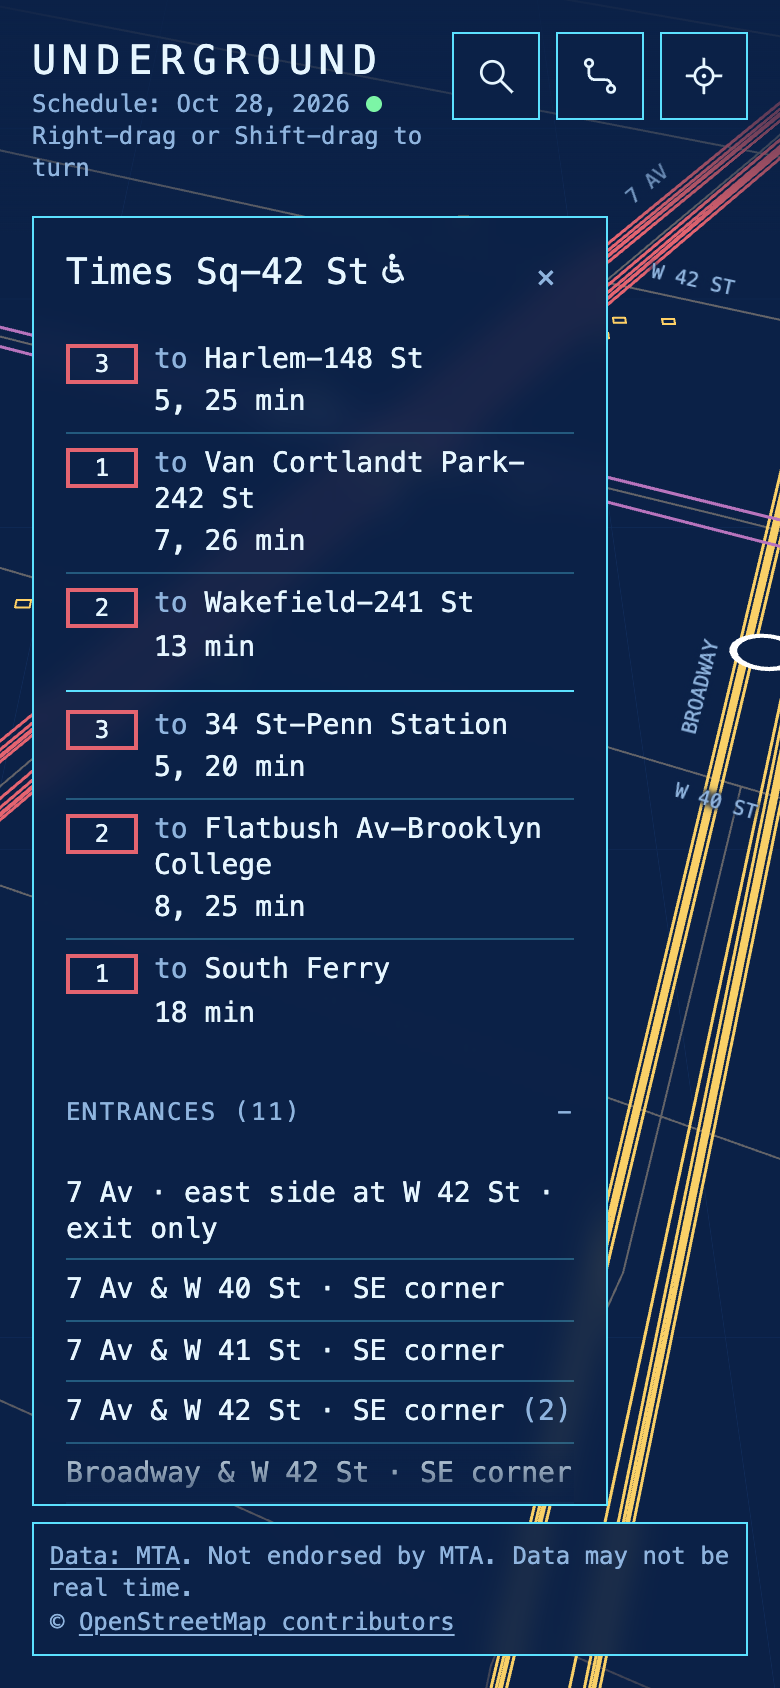 UNDERGROUND
Schedule: Oct 28, 2026
Right-drag or Shift-drag to
turn
7 AV
W 42 ST
Times Sq-42 St
×
3 to Harlem-148 St
5, 25 min
1 to Van Cortlandt Park-
242 St
7, 26 min
2 to Wakefield-241 St
13 min
BROADWAY
3 to 34 St-Penn Station
5, 20 min
W 40 ST
2 to Flatbush Av-Brooklyn
College
8, 25 min
1 to South Ferry
18 min
ENTRANCES (11) −
7 Av · east side at W 42 St ·
exit only
7 Av & W 40 St · SE corner
7 Av & W 41 St · SE corner
7 Av & W 42 St · SE corner (2)
Broadway & W 42 St · SE corner
Data: MTA. Not endorsed by MTA. Data may not be
real time.
© OpenStreetMap contributors